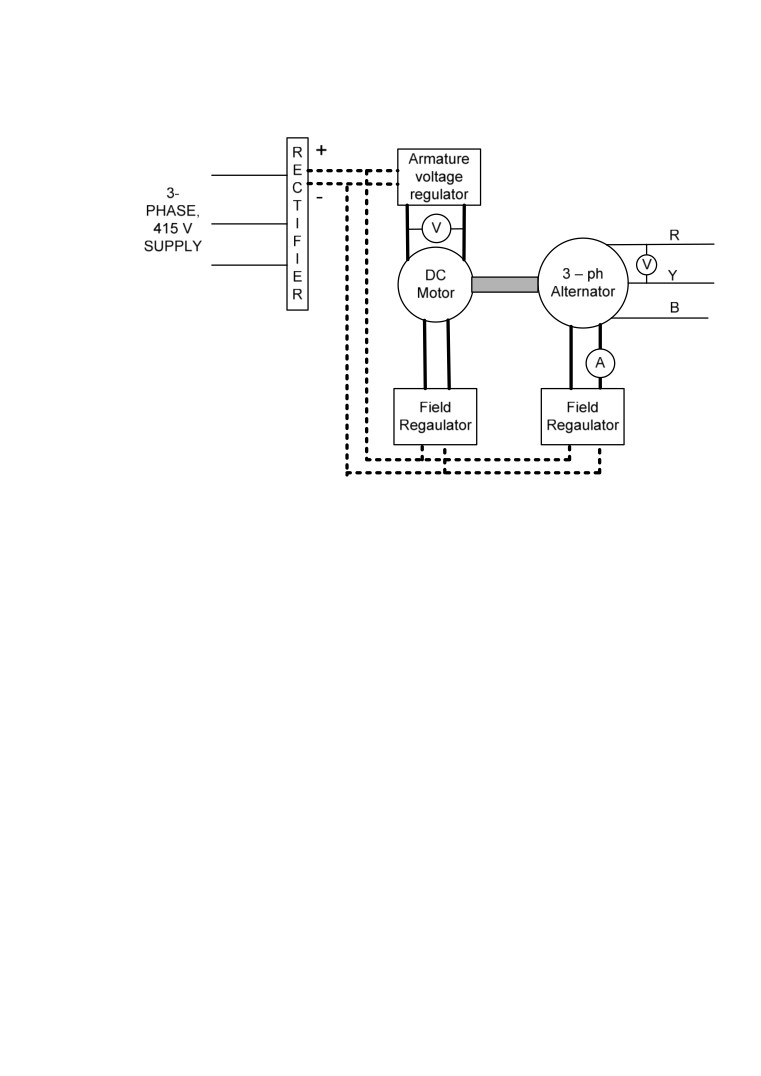 3-
PHASE,
415 V
SUPPLY
RECTIFIER
+
-
Armature
voltage
regulator
V
DC
Motor
3 – ph
Alternator
R
V
Y
B
A
Field
Regaulator
Field
Regaulator